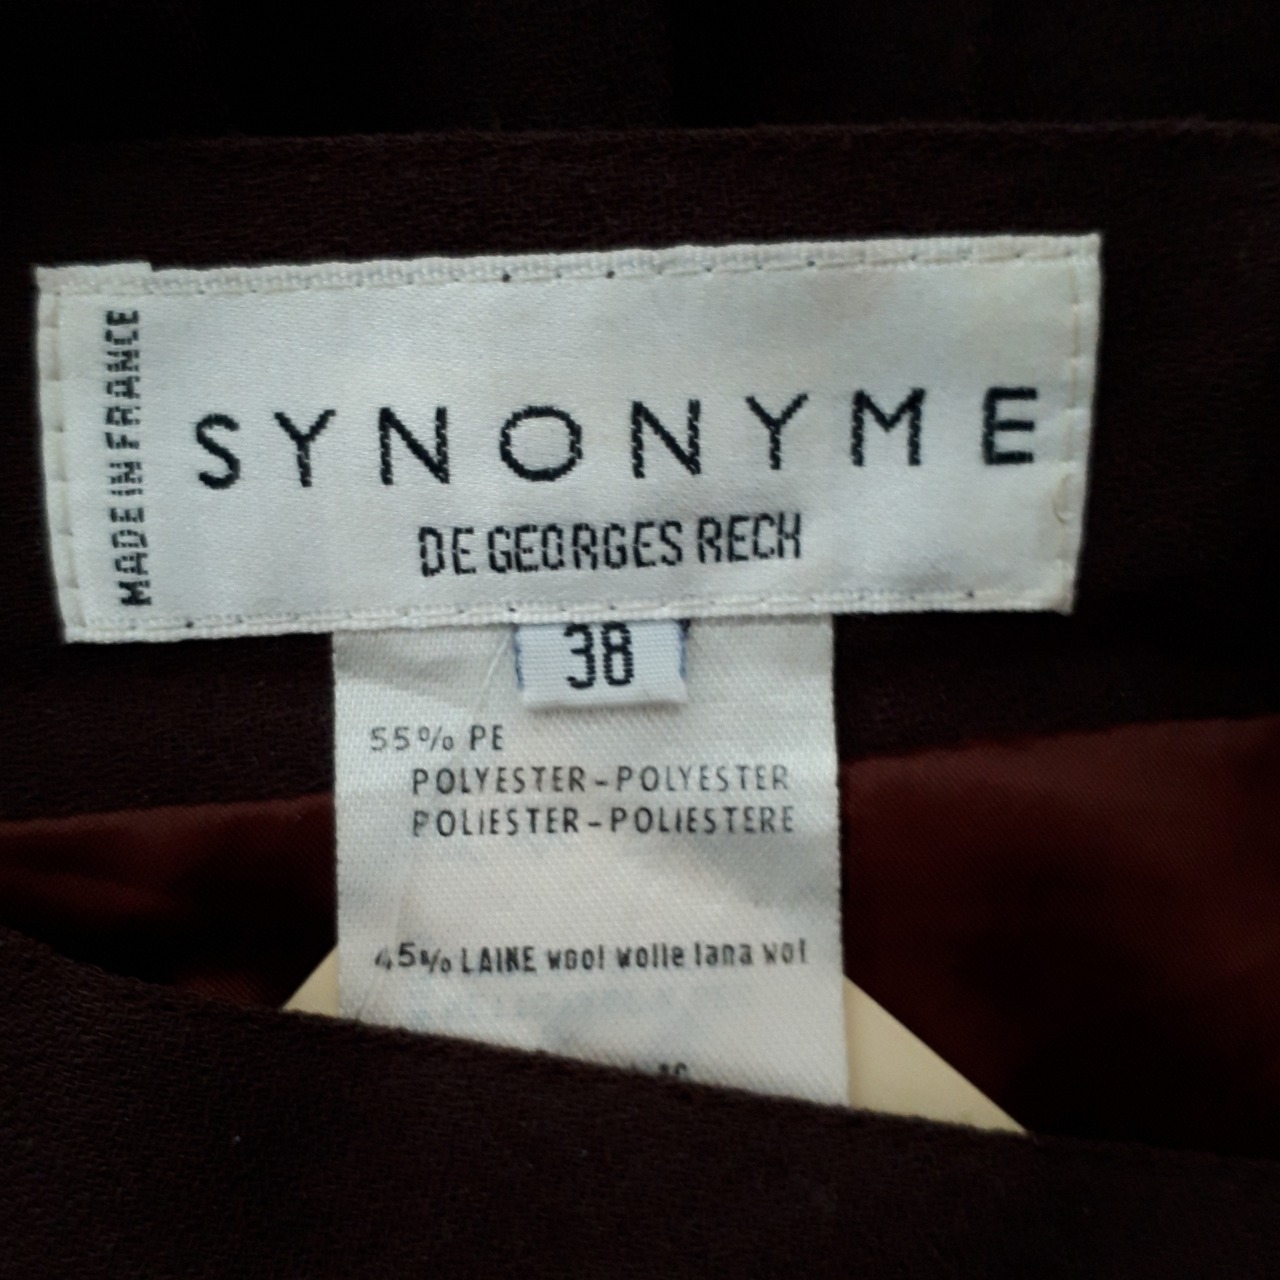 MADE IN FRANCE
SYNONYME
DE GEORGES RECH
38
55% PE
POLYESTER-POLYESTER
POLIESTER-POLIESTERE
45% LAINE wool wolle lana wol